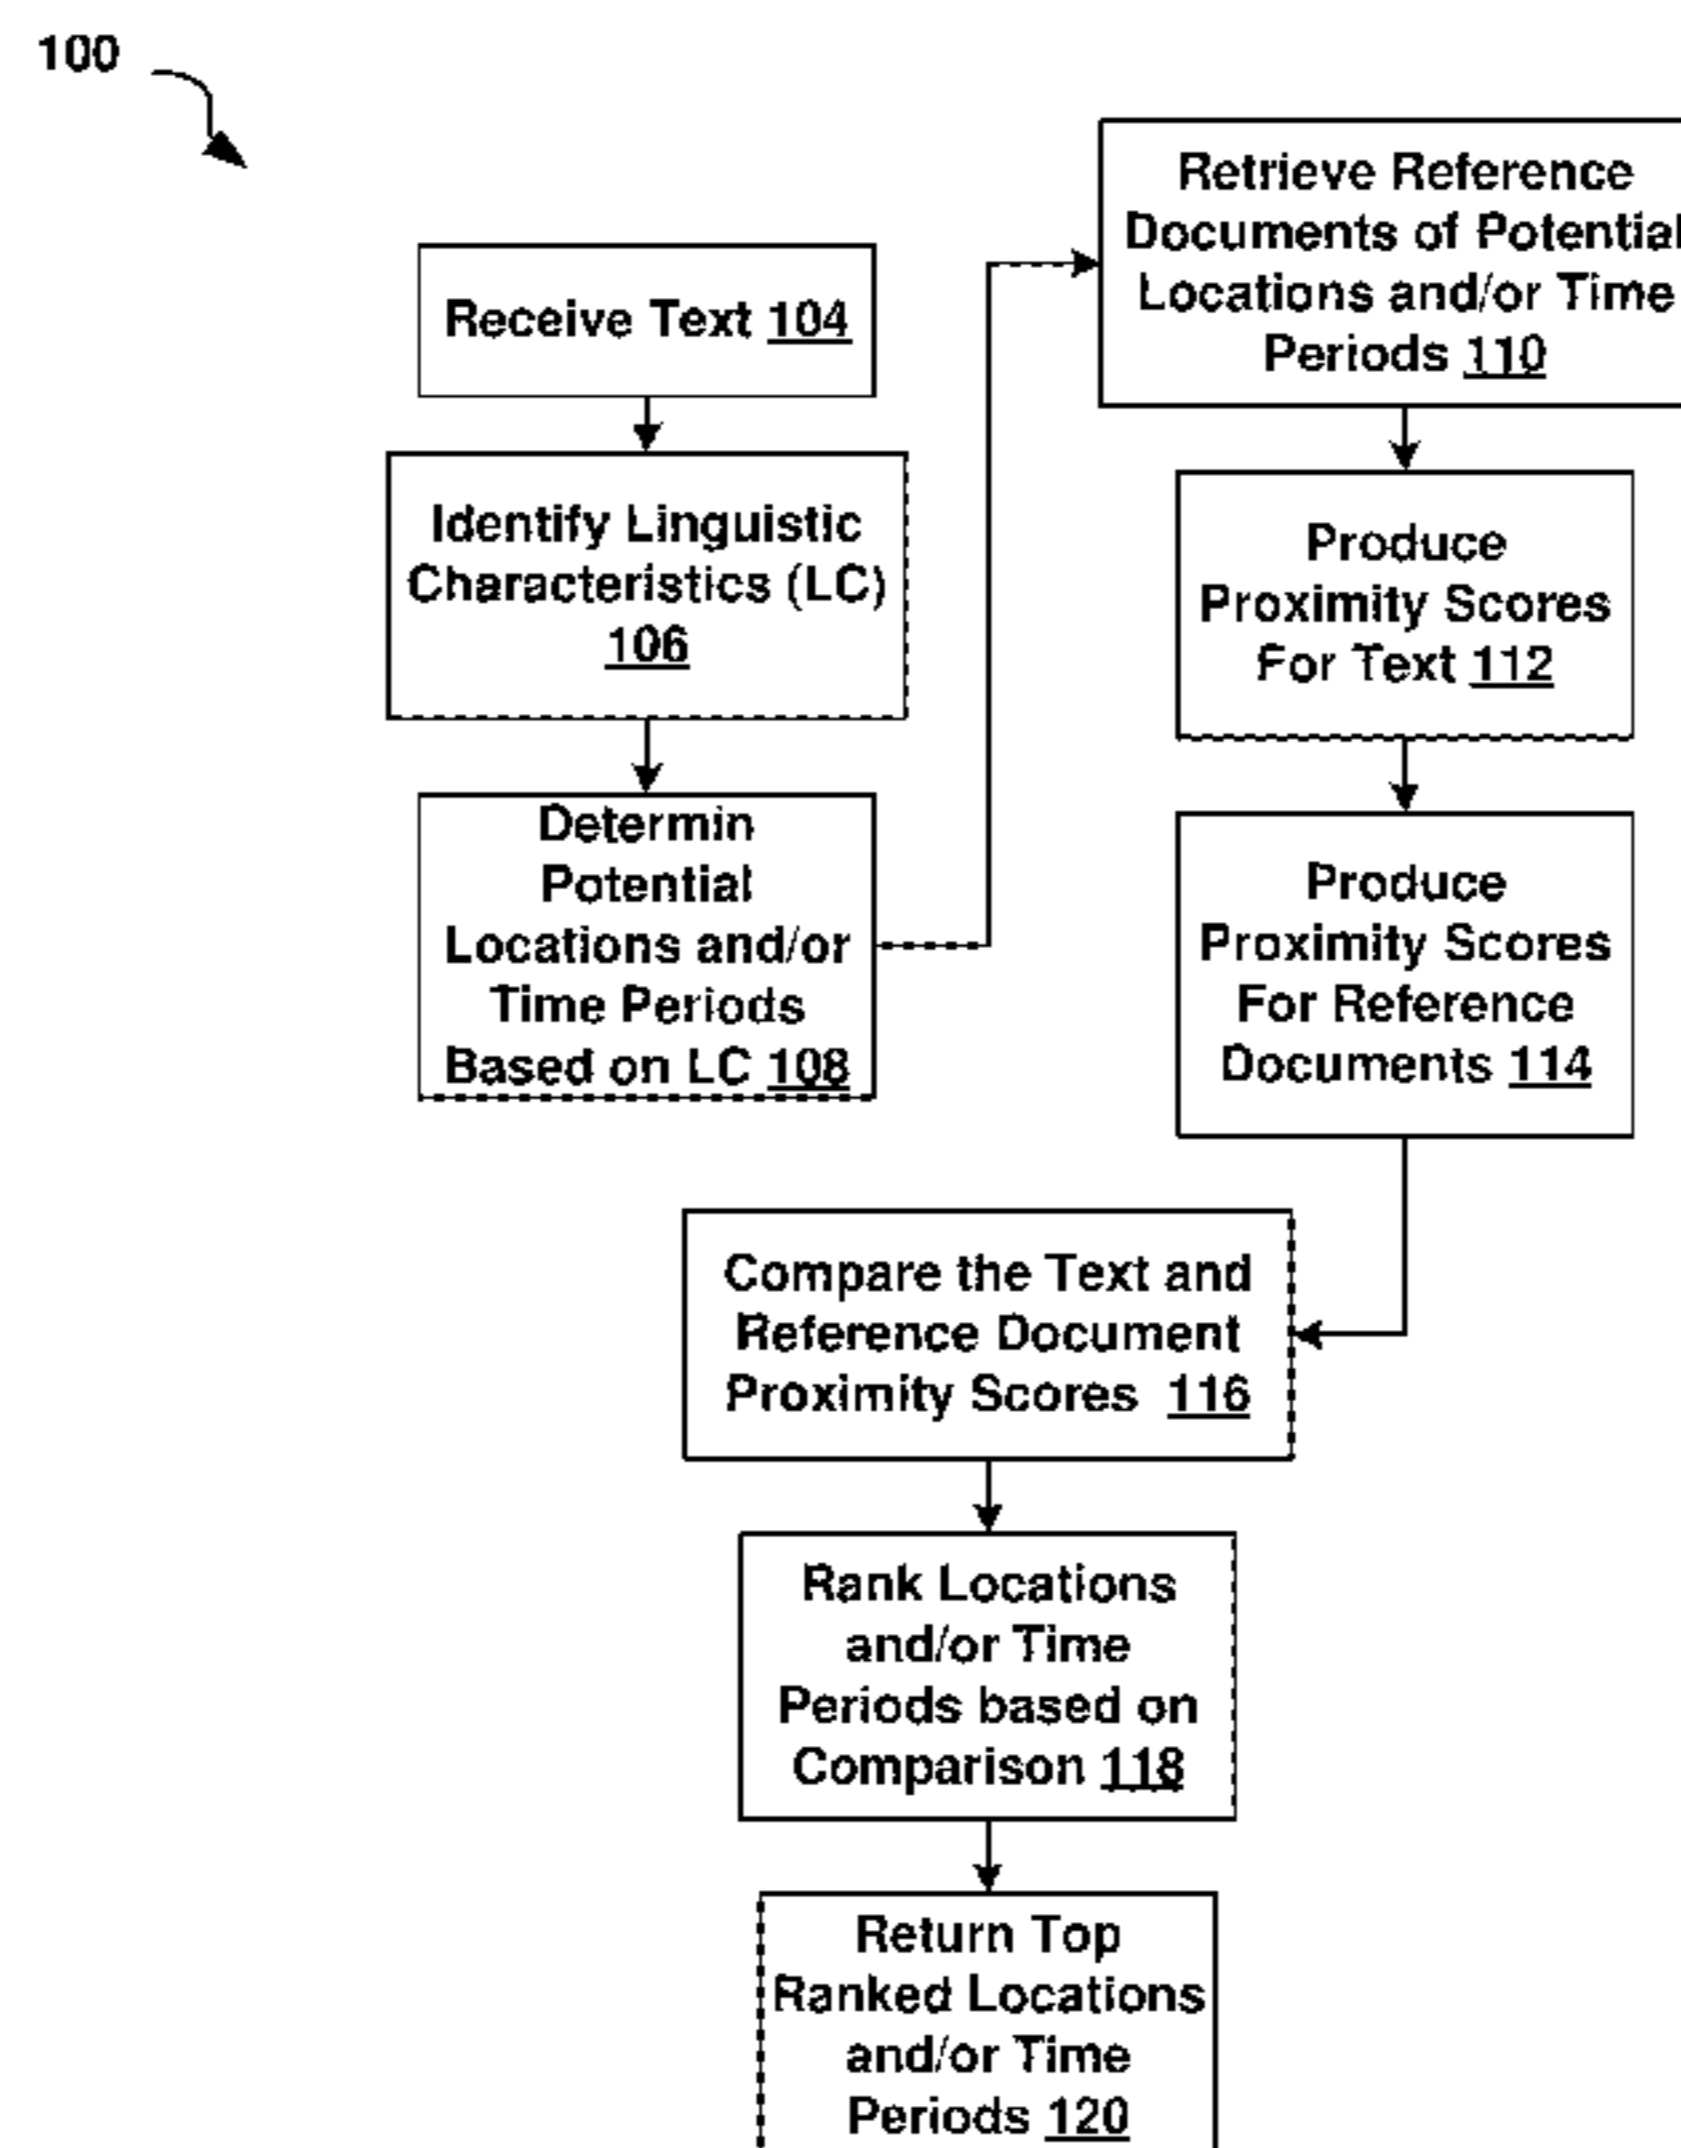 100
Receive Text 104
Identify Linguistic
Characteristics (LC)
106
Determin
Potential
Locations and/or
Time Periods
Based on LC 108
Retrieve Reference
Documents of Potential
Locations and/or Time
Periods 110
Produce
Proximity Scores
For Text 112
Produce
Proximity Scores
For Reference
Documents 114
Compare the Text and
Reference Document
Proximity Scores 116
Rank Locations
and/or Time
Periods based on
Comparison 118
Return Top
Ranked Locations
and/or Time
Periods 120